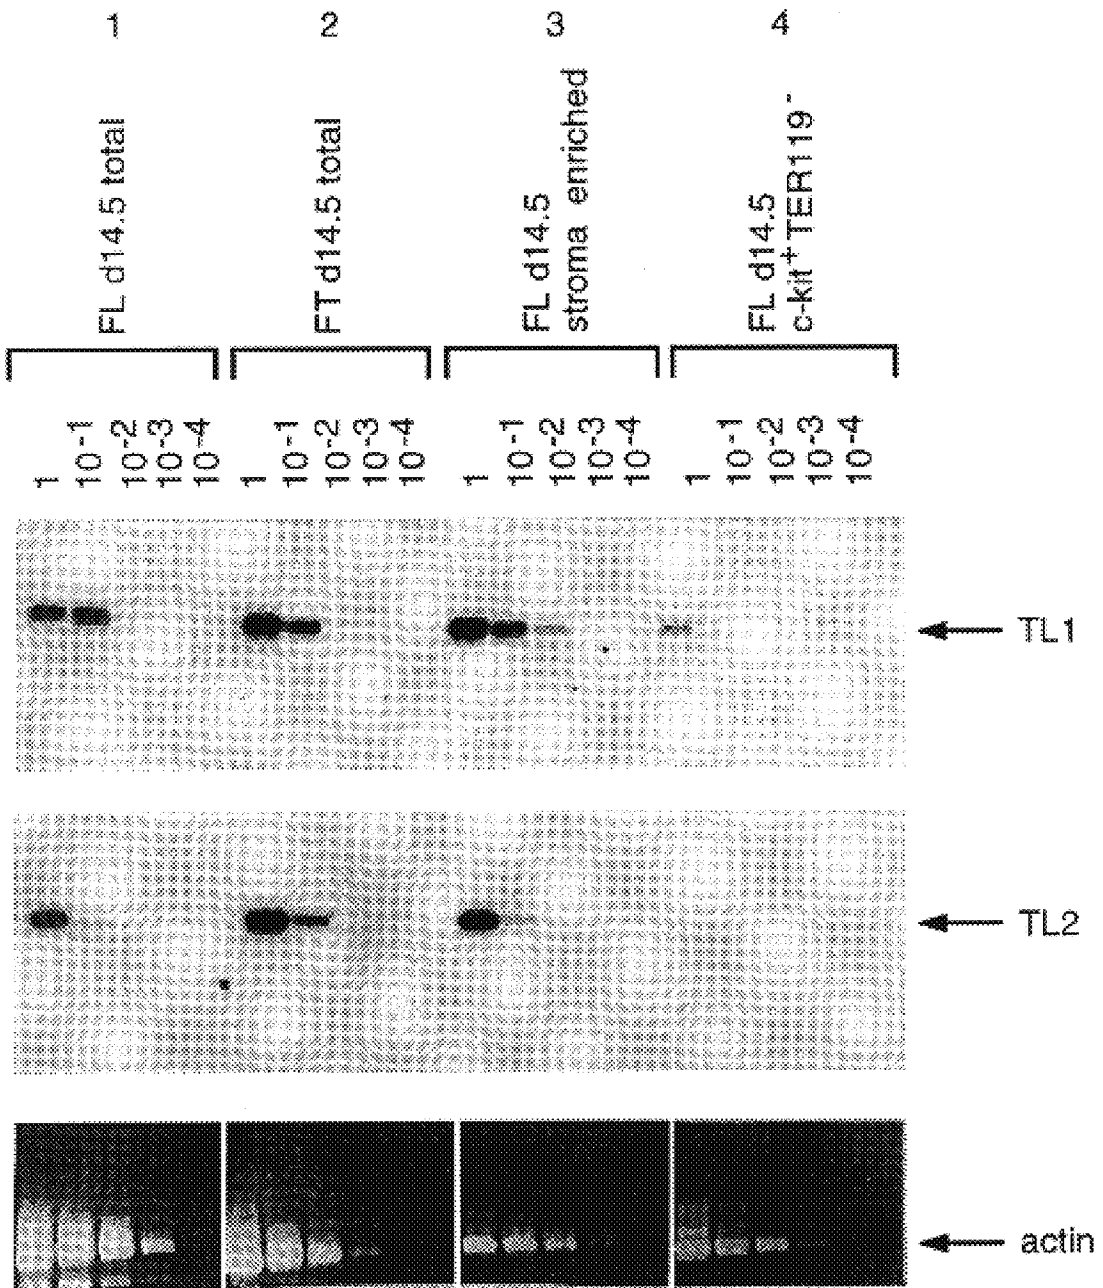 1 2 3 4
FL d14.5 total
FT d14.5 total
FL d14.5
stroma enriched
FL d14.5
c-kit⁺ TER119⁻
1 10⁻¹ 10⁻² 10⁻³ 10⁻⁴ 1 10⁻¹ 10⁻² 10⁻³ 10⁻⁴ 1 10⁻¹ 10⁻² 10⁻³ 10⁻⁴ 1 10⁻¹ 10⁻² 10⁻³ 10⁻⁴
TL1
TL2
actin